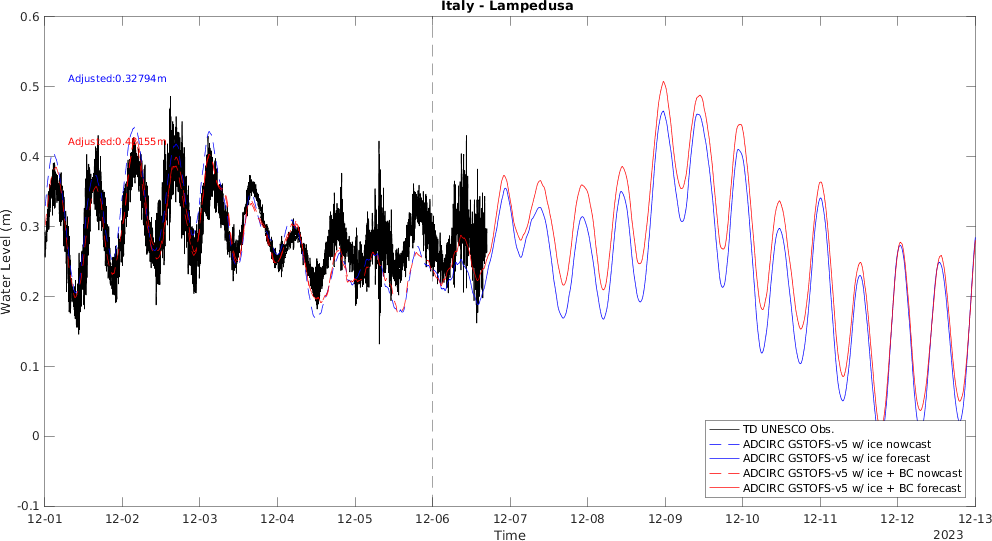 Italy - Lampedusa
0.6
0.5
0.4
0.3
0.2
0.1
0
-0.1
Water Level (m)
Adjusted:0.32794m
TD UNESCO Obs.
ADCIRC GSTOFS-v5 w/ ice nowcast
ADCIRC GSTOFS-v5 w/ ice forecast
ADCIRC GSTOFS-v5 w/ ice + BC nowcast
ADCIRC GSTOFS-v5 w/ ice + BC forecast
12-01 12-02 12-03 12-04 12-05 12-06 12-07 12-08 12-09 12-10 12-11 12-12 12-13
Time
2023